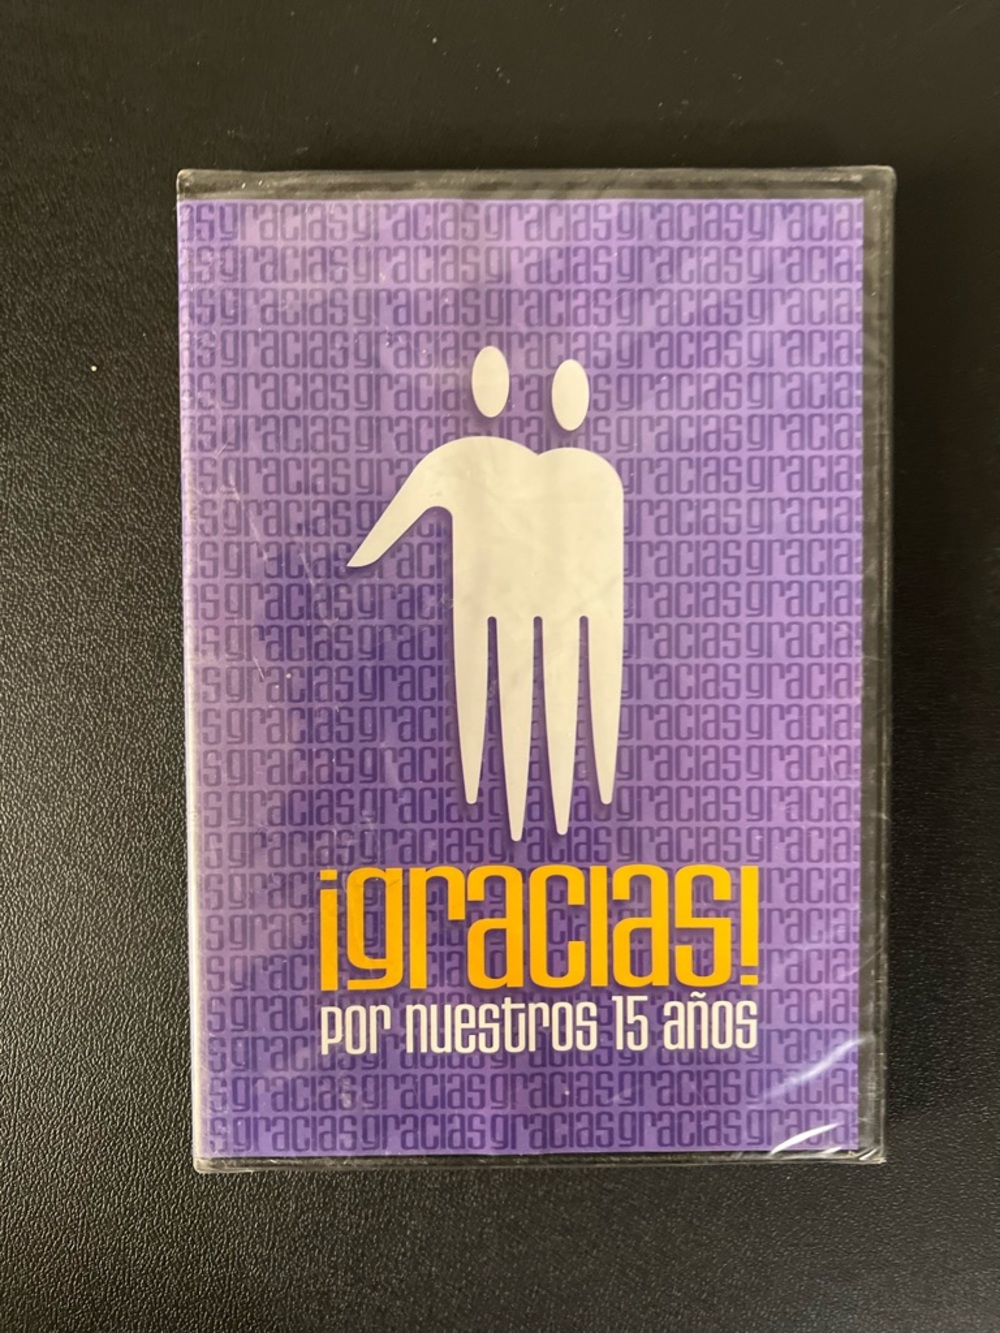 ¡gracias!
por nuestros 15 años